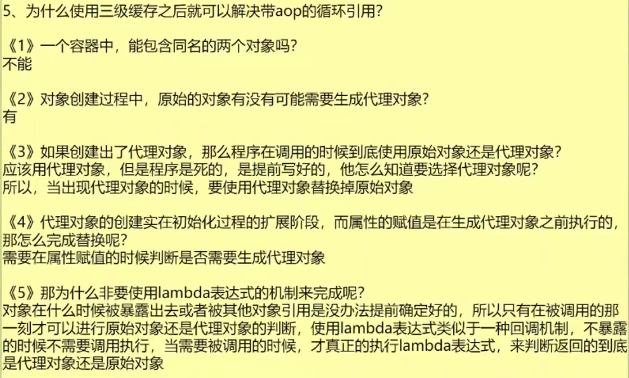 5、为什么使用三级缓存之后就可以解决带aop的循环引用？
《1》一个容器中，能包含同名的两个对象吗？
不能
《2》对象创建过程中，原始的对象有没有可能需要生成代理对象？
有
《3》如果创建出了代理对象，那么程序在调用的时候到底使用原始对象还是代理对象？
应该用代理对象，但是程序是死的，是提前写好的，他怎么知道要选择代理对象呢？
所以，当出现代理对象的时候，要使用代理对象替换掉原始对象
《4》代理对象的创建实在初始化过程的扩展阶段，而属性的赋值是在生成代理对象之前执行的，
那怎么完成替换呢？
需要在属性赋值的时候判断是否需要生成代理对象
《5》那为什么非要使用lambda表达式的机制来完成呢？
对象在什么时候被暴露出去或者被其他对象引用是没办法提前确定好的，所以只有在被调用的那
一刻才可以进行原始对象还是代理对象的判断，使用lambda表达式类似于一种回调机制，不暴露
的时候不需要调用执行，当需要被调用的时候，才真正的执行lambda表达式，来判断返回的到底
是代理对象还是原始对象